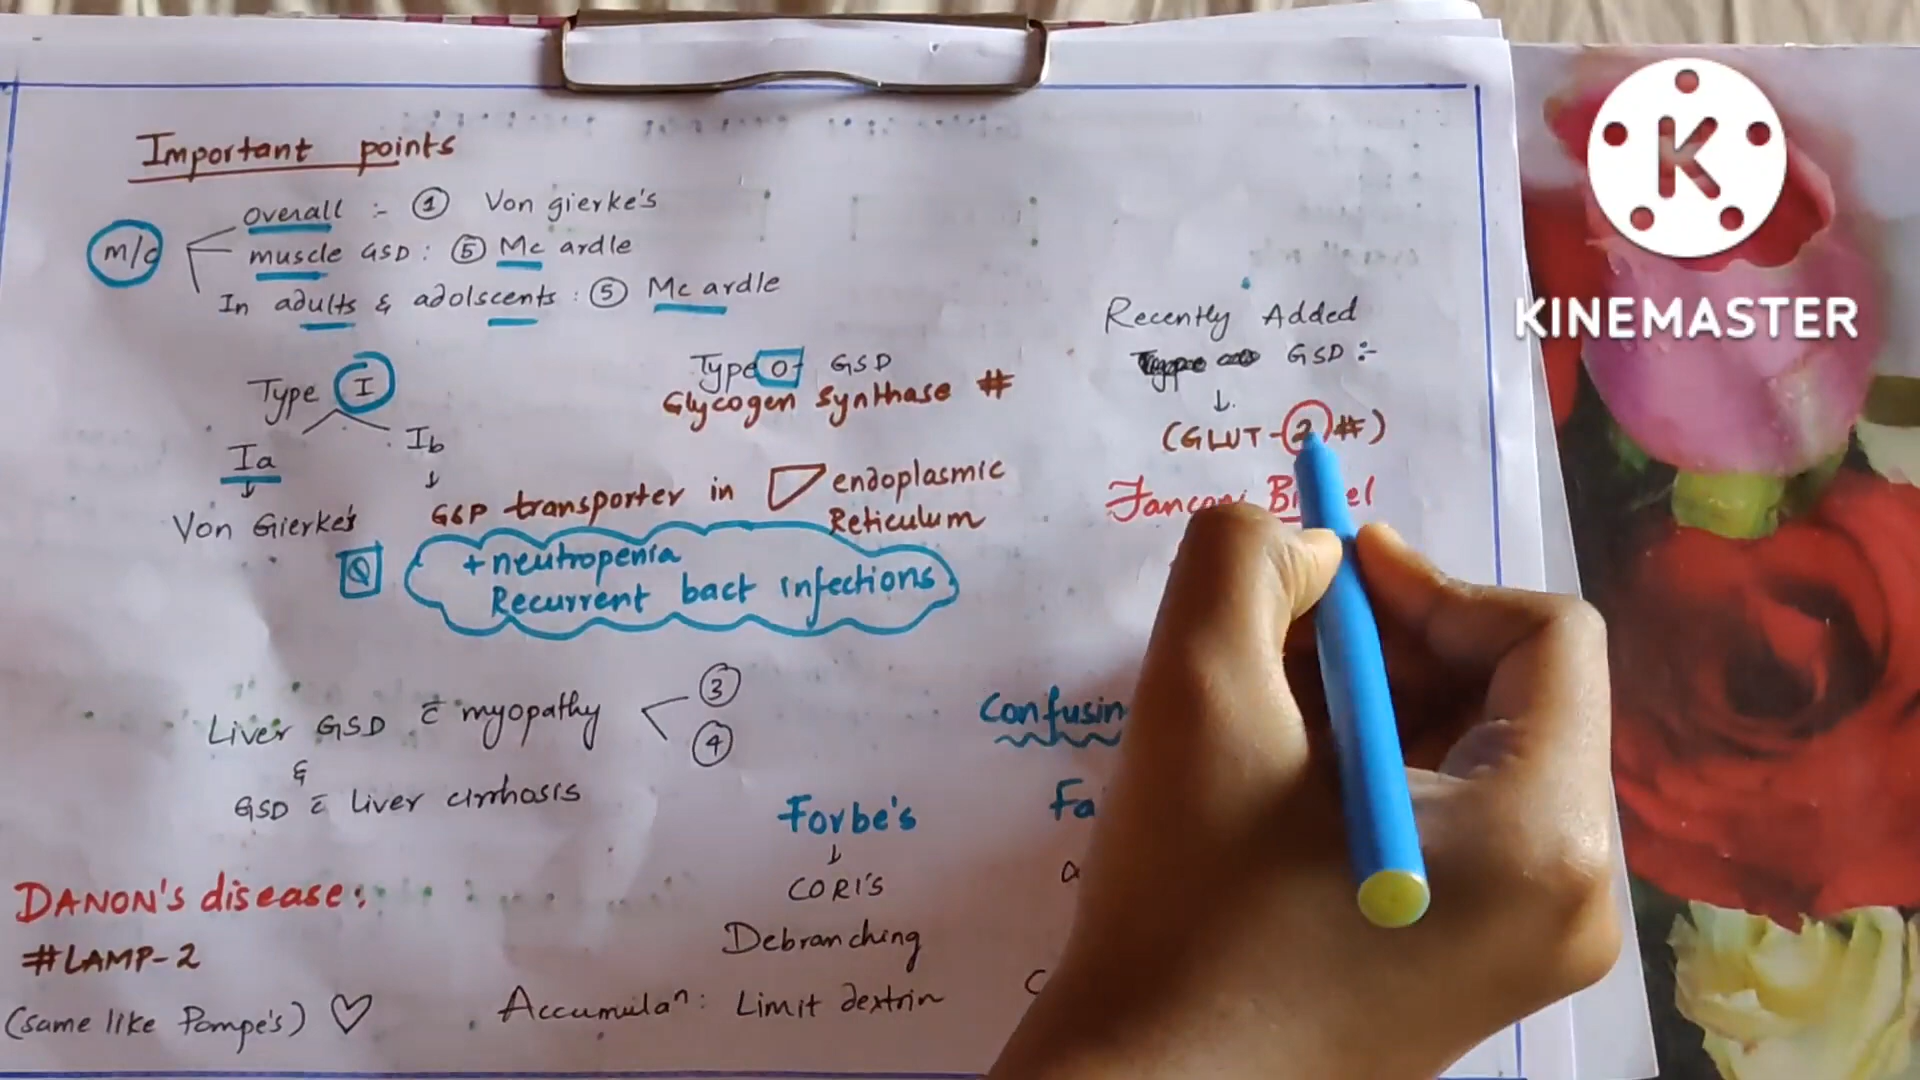 Important points
m/c
overall :- ① Von gierke's
muscle GSD : ⑤ Mc ardle
In adults & adolscents : ⑤ Mc ardle
Type I
Ia
Von Gierke's
Ib
G6P transporter in endoplasmic
Reticulum
Q
+ neutropenia
Recurrent bact infections
Type 0 GSD
Glycogen synthase #
Recently Added
GSD :-
(GLUT-2 #)
Liver GSD c̄ myopathy
③
④
&
GSD c̄ Liver cirrhosis
DANON's disease :
#LAMP-2
(same like Pompe's) ♡
Forbe's
↓
CORI'S
Debranching
Accumulaⁿ: Limit dextrin
K
KINEMASTER